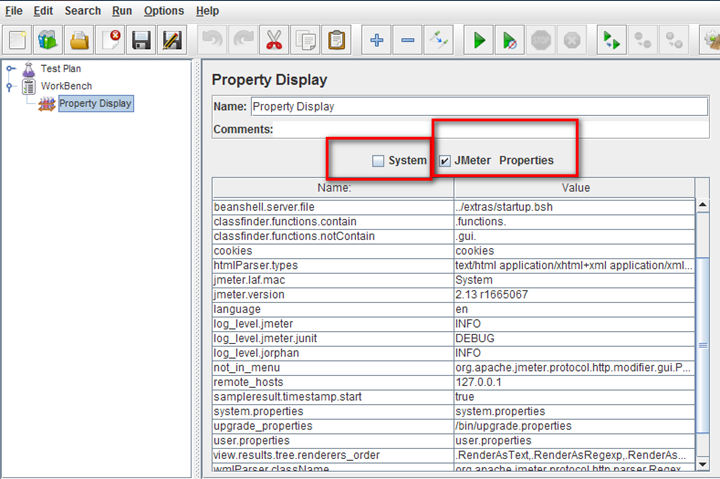 File Edit Search Run Options Help
Test Plan
WorkBench
Property Display
Property Display
Name: Property Display
Comments:
System JMeter Properties
Name: Value
beanshell.server.file ../extras/startup.bsh
classfinder.functions.contain .functions.
classfinder.functions.notContain .gui.
cookies cookies
htmlParser.types text/html application/xhtml+xml application/xml...
jmeter.laf.mac System
jmeter.version 2.13 r1665067
language en
log_level.jmeter INFO
log_level.jmeter.junit DEBUG
log_level.jorphan INFO
not_in_menu org.apache.jmeter.protocol.http.modifier.gui.P...
remote_hosts 127.0.0.1
sampleresult.timestamp.start true
system.properties system.properties
upgrade_properties /bin/upgrade.properties
user.properties user.properties
view.results.tree.renderers_order .RenderAsText,.RenderAsRegexp,.RenderAs...
wmlParser.className org.apache.jmeter.protocol.http.parser.Regex...